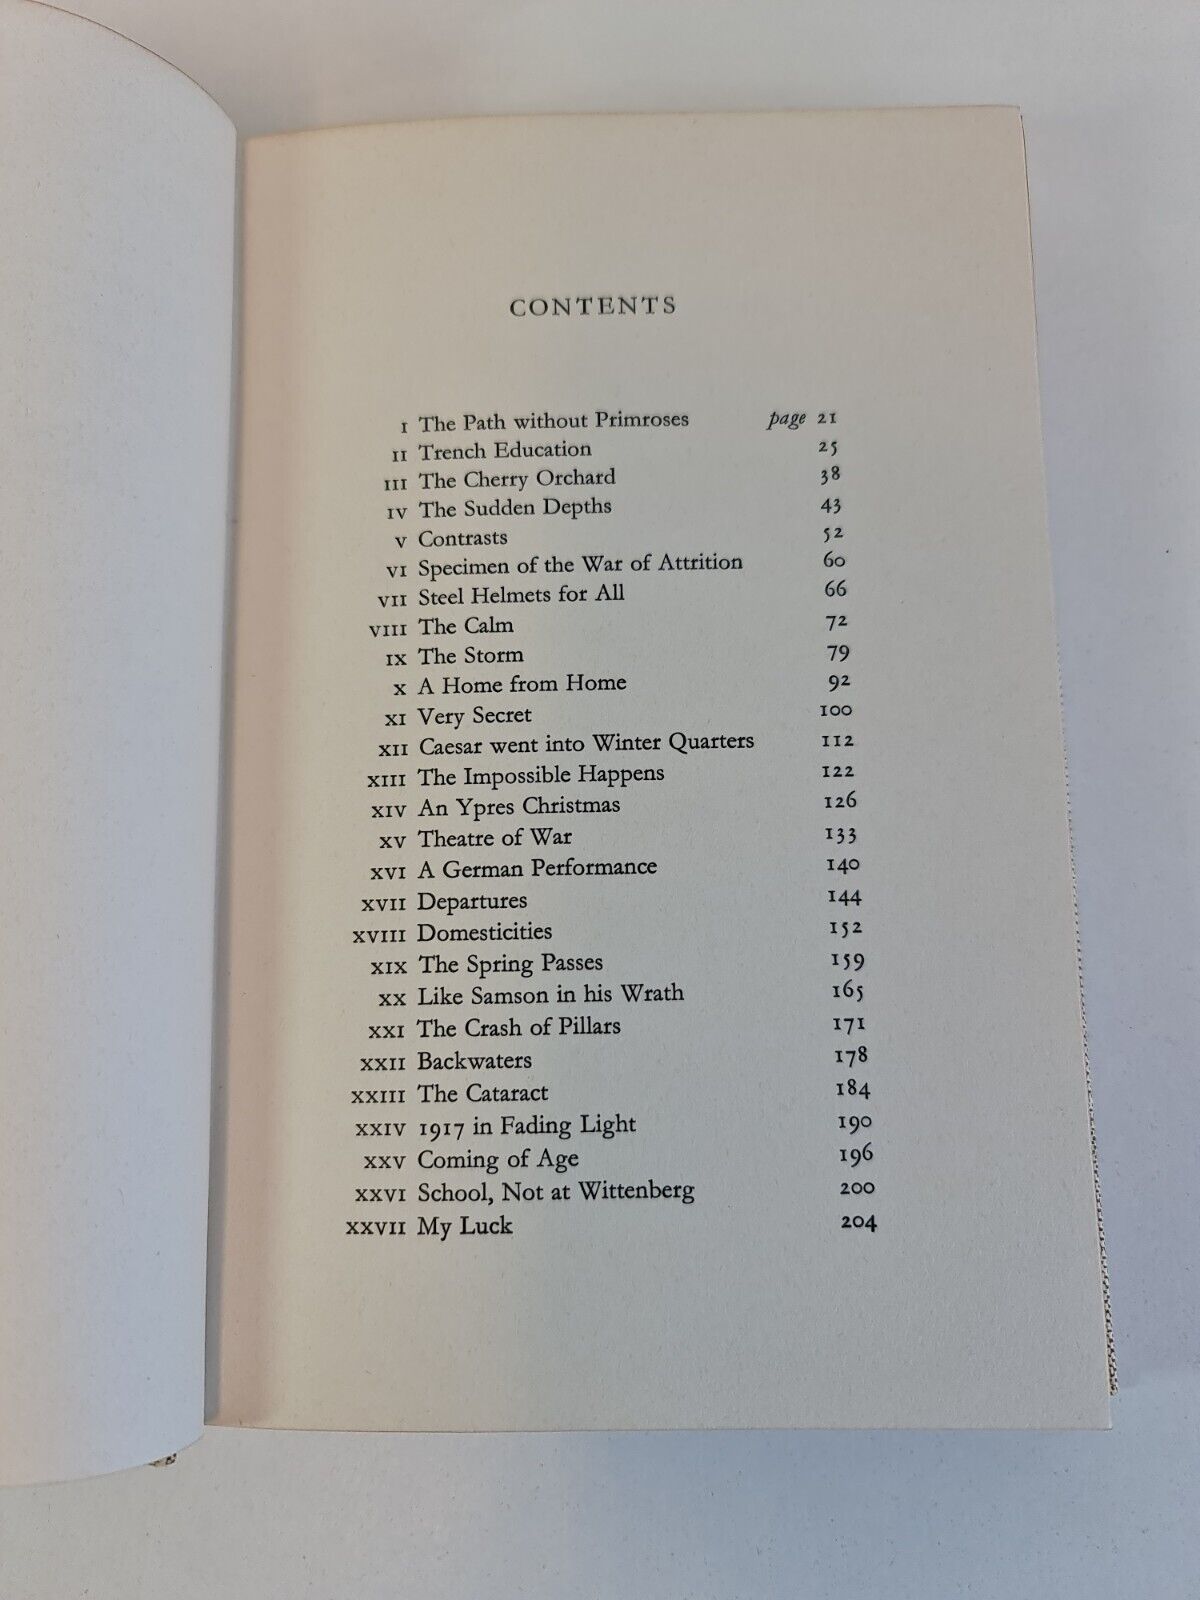 CONTENTS
I The Path without Primroses page 21
II Trench Education 25
III The Cherry Orchard 38
IV The Sudden Depths 43
V Contrasts 52
VI Specimen of the War of Attrition 60
VII Steel Helmets for All 66
VIII The Calm 72
IX The Storm 79
X A Home from Home 92
XI Very Secret 100
XII Caesar went into Winter Quarters 112
XIII The Impossible Happens 122
XIV An Ypres Christmas 126
XV Theatre of War 133
XVI A German Performance 140
XVII Departures 144
XVIII Domesticities 152
XIX The Spring Passes 159
XX Like Samson in his Wrath 165
XXI The Crash of Pillars 171
XXII Backwaters 178
XXIII The Cataract 184
XXIV 1917 in Fading Light 190
XXV Coming of Age 196
XXVI School, Not at Wittenberg 200
XXVII My Luck 204